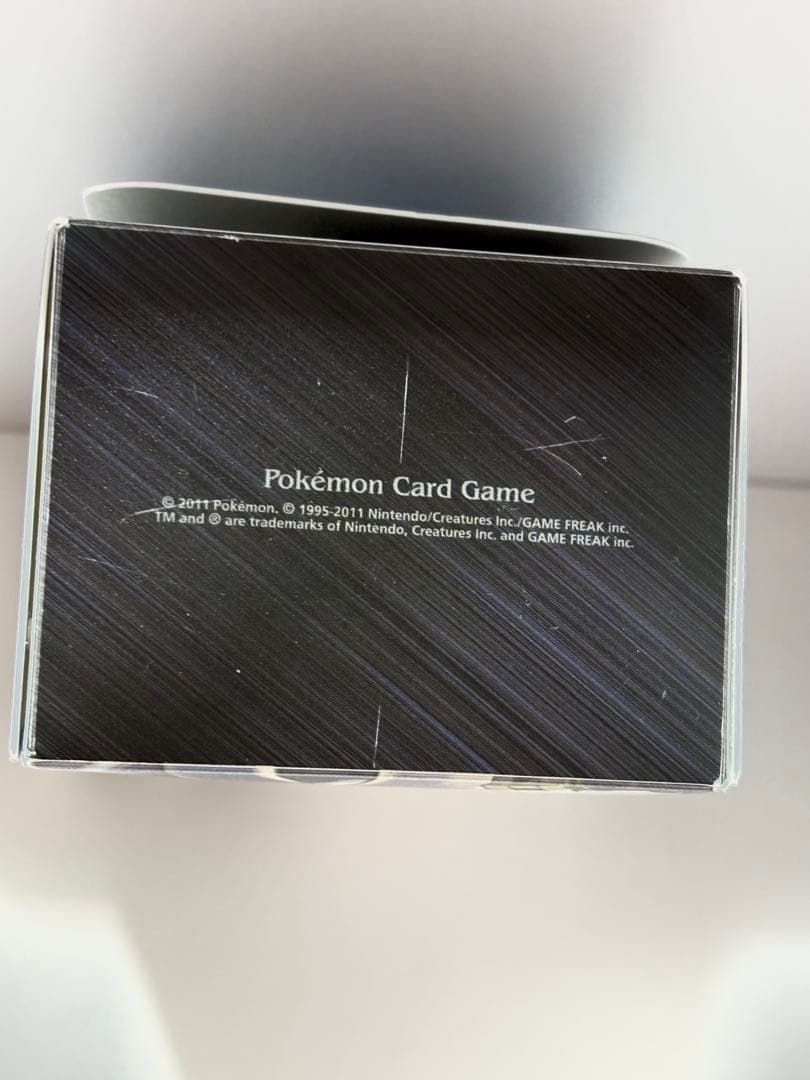 Pokémon Card Game
© 2011 Pokémon. © 1995-2011 Nintendo/Creatures Inc./GAME FREAK inc.
TM and ® are trademarks of Nintendo, Creatures Inc. and GAME FREAK inc.